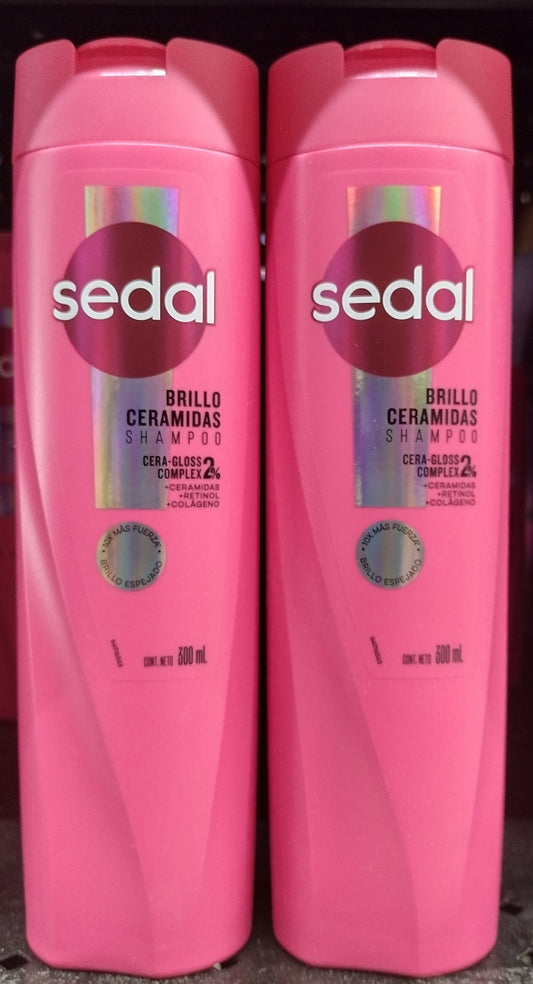 sedal
BRILLO
CERAMIDAS
SHAMPOO
CERA-GLOSS
COMPLEX 2%
+CERAMIDAS
+RETINOL
+COLÁGENO
• 10X MÁS FUERZA* •
BRILLO ESPEJADO
CONT. NETO 300 mL
sedal
BRILLO
CERAMIDAS
SHAMPOO
CERA-GLOSS
COMPLEX 2%
+CERAMIDAS
+RETINOL
+COLÁGENO
• 10X MÁS FUERZA* •
BRILLO ESPEJADO
CONT. NETO 300 mL